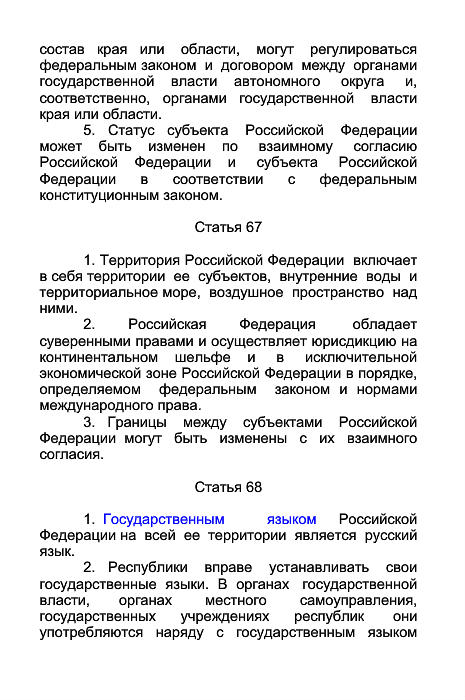 состав края или области, могут регулироваться
федеральным законом и договором между органами
государственной власти автономного округа и,
соответственно, органами государственной власти
края или области.
5. Статус субъекта Российской Федерации
может быть изменен по взаимному согласию
Российской Федерации и субъекта Российской
Федерации в соответствии с федеральным
конституционным законом.
Статья 67
1. Территория Российской Федерации включает
в себя территории ее субъектов, внутренние воды и
территориальное море, воздушное пространство над
ними.
2. Российская Федерация обладает
суверенными правами и осуществляет юрисдикцию на
континентальном шельфе и в исключительной
экономической зоне Российской Федерации в порядке,
определяемом федеральным законом и нормами
международного права.
3. Границы между субъектами Российской
Федерации могут быть изменены с их взаимного
согласия.
Статья 68
1. Государственным языком Российской
Федерации на всей ее территории является русский
язык.
2. Республики вправе устанавливать свои
государственные языки. В органах государственной
власти, органах местного самоуправления,
государственных учреждениях республик они
употребляются наряду с государственным языком